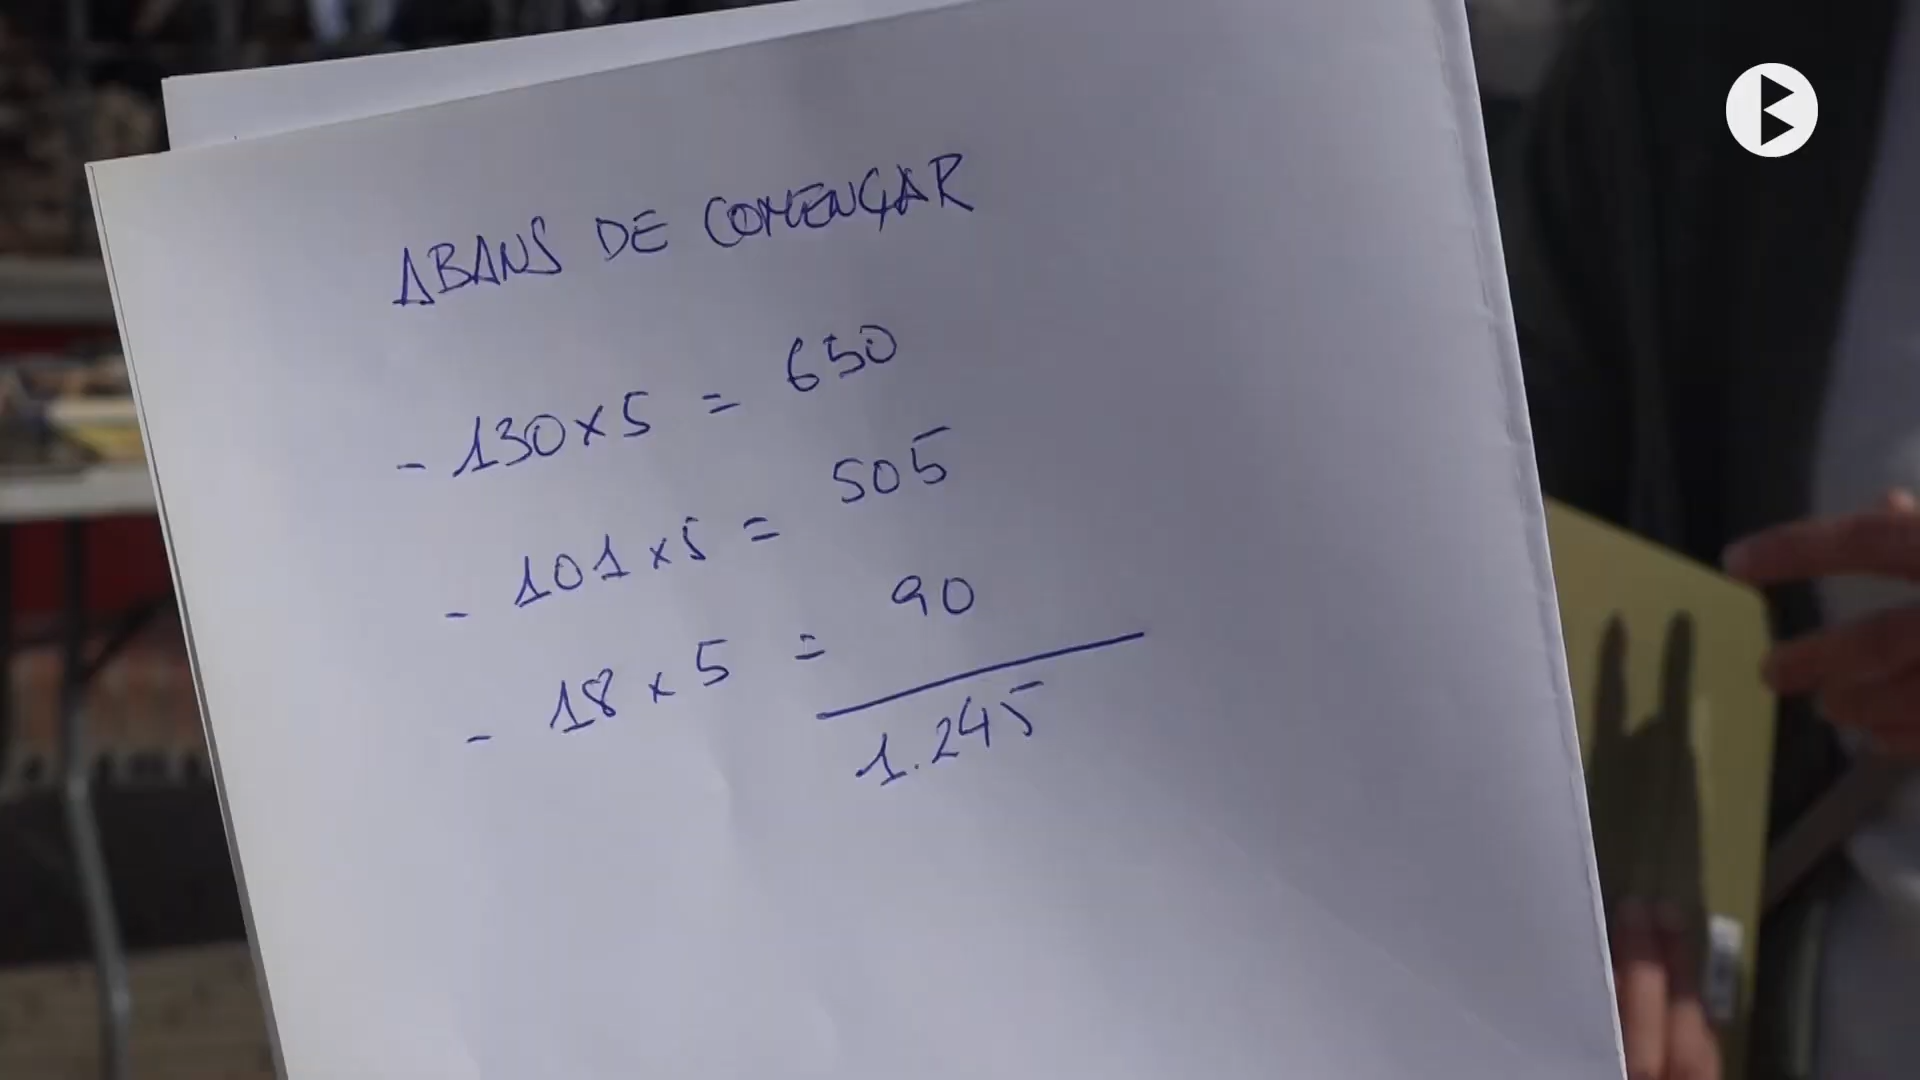 ABANS DE COMENÇAR
- 130 x 5 = 650
- 101 x 5 = 505
- 18 x 5 = 90
1.245